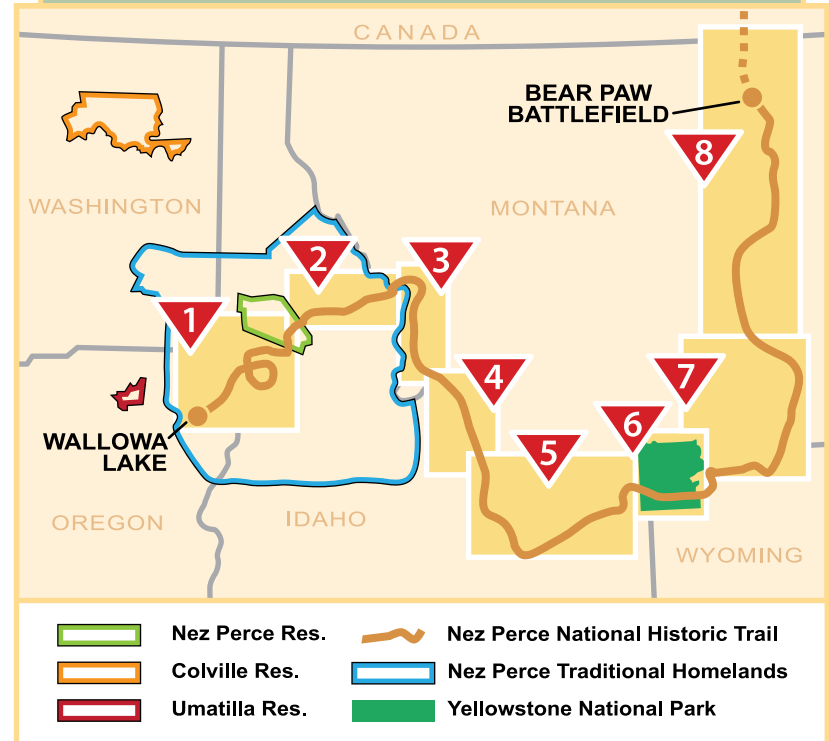 CANADA
BEAR PAW
BATTLEFIELD
8
WASHINGTON
MONTANA
2
3
1
4
7
6
5
WALLOWA
LAKE
OREGON
IDAHO
WYOMING
Nez Perce Res.
Nez Perce National Historic Trail
Colville Res.
Nez Perce Traditional Homelands
Umatilla Res.
Yellowstone National Park